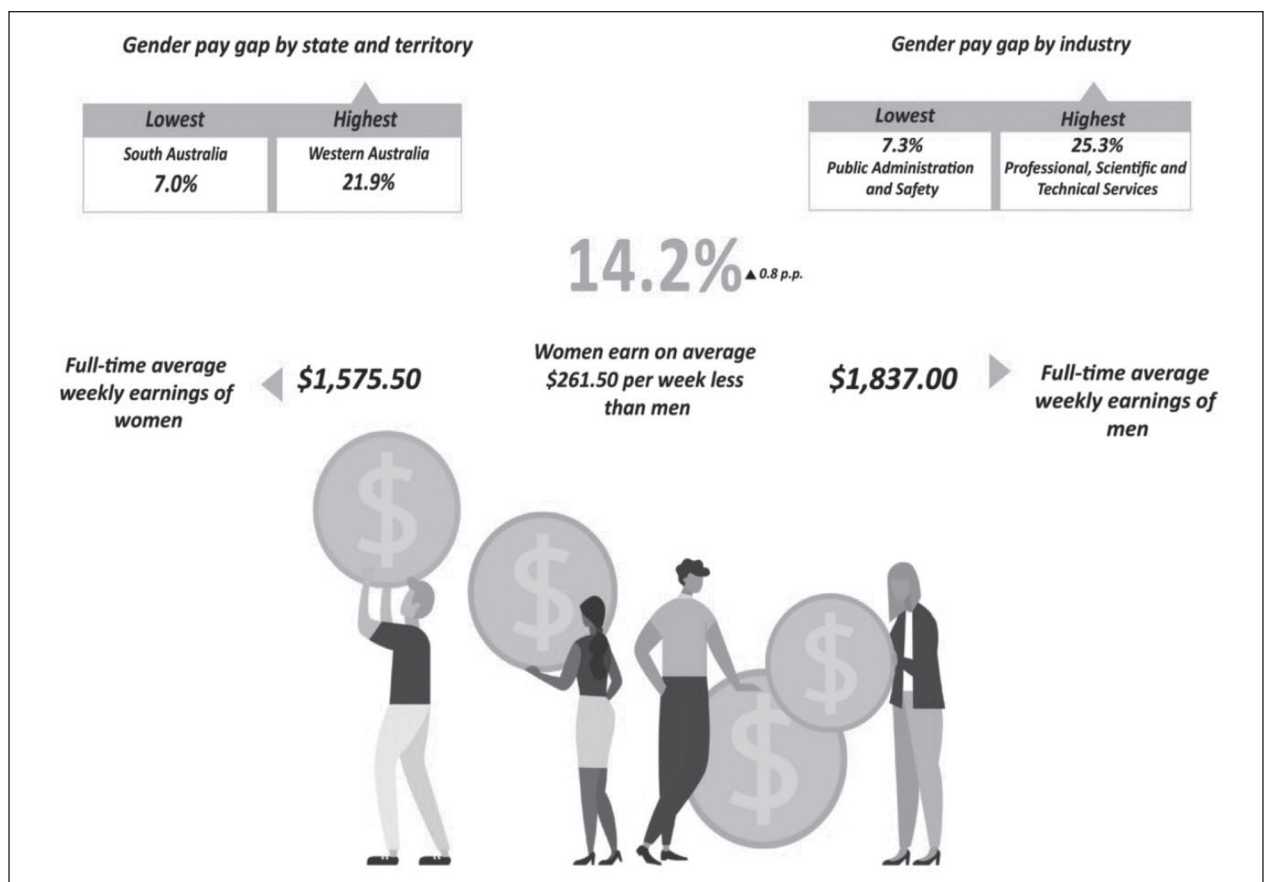 Gender pay gap by state and territory
Lowest
Highest
South Australia
7.0%
Western Australia
21.9%
Gender pay gap by industry
Lowest
Highest
7.3%
Public Administration
and Safety
25.3%
Professional, Scientific and
Technical Services
14.2% ▲ 0.8 p.p.
Full-time average
weekly earnings of
women
$1,575.50
Women earn on average
$261.50 per week less
than men
$1,837.00
Full-time average
weekly earnings of
men
$
$
$
$